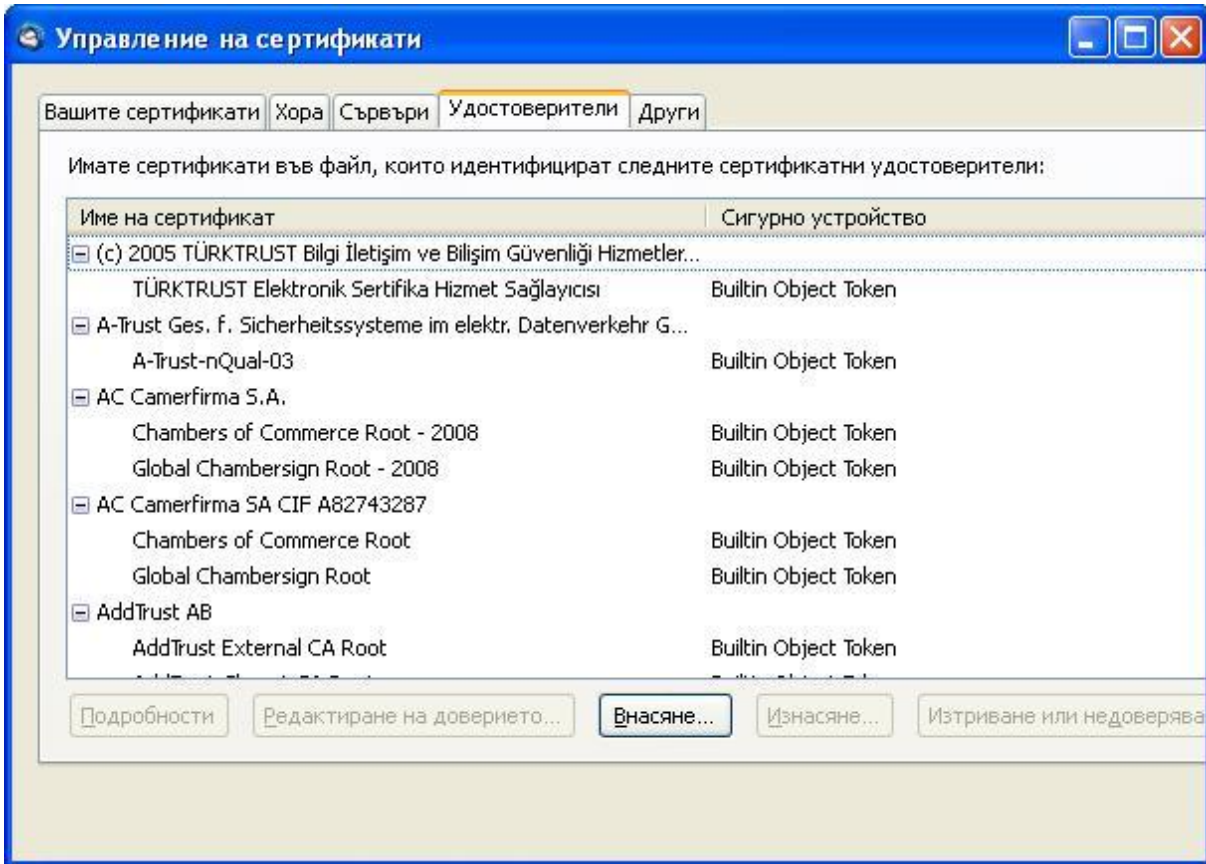 Управление на сертификати
Вашите сертификати Хора Сървъри Удостоверители Други
Имате сертификати във файл, които идентифицират следните сертификатни удостоверители:
Име на сертификат Сигурно устройство
(c) 2005 TÜRKTRUST Bilgi İletişim ve Bilişim Güvenliği Hizmetler...
TÜRKTRUST Elektronik Sertifika Hizmet Sağlayıcısı Builtin Object Token
A-Trust Ges. f. Sicherheitssysteme im elektr. Datenverkehr G...
A-Trust-nQual-03 Builtin Object Token
AC Camerfirma S.A.
Chambers of Commerce Root - 2008 Builtin Object Token
Global Chambersign Root - 2008 Builtin Object Token
AC Camerfirma SA CIF A82743287
Chambers of Commerce Root Builtin Object Token
Global Chambersign Root Builtin Object Token
AddTrust AB
AddTrust External CA Root Builtin Object Token
Подробности Редактиране на доверието... Внасяне... Изнасяне... Изтриване или недоверява